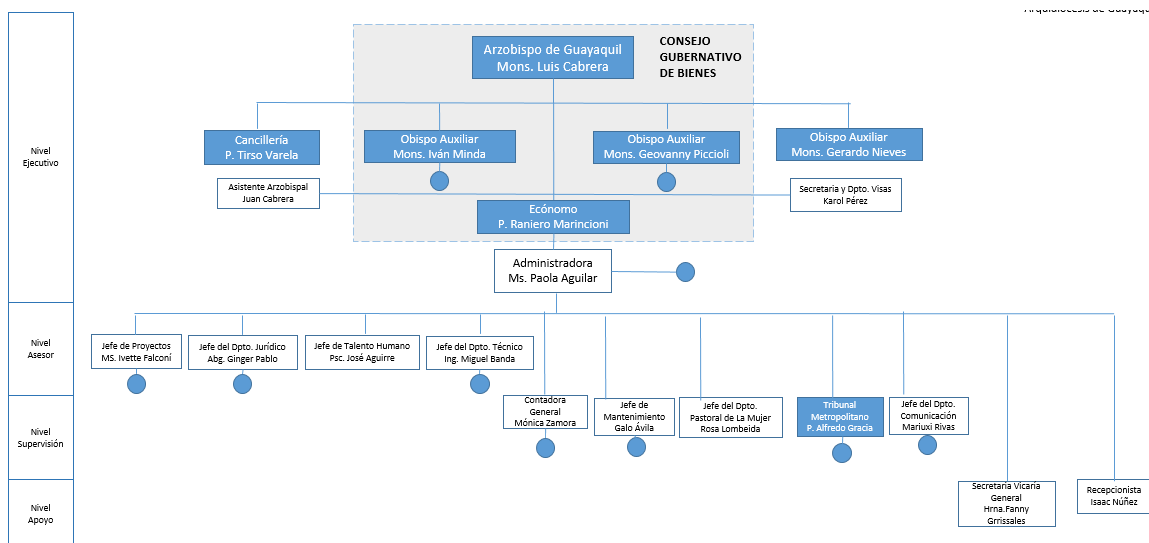 Arquidiócesis de Guayaquil
CONSEJO
GUBERNATIVO
DE BIENES
Arzobispo de Guayaquil
Mons. Luis Cabrera
Cancillería
P. Tirso Varela
Obispo Auxiliar
Mons. Iván Minda
Obispo Auxiliar
Mons. Geovanny Piccioli
Obispo Auxiliar
Mons. Gerardo Nieves
Nivel
Ejecutivo
Asistente Arzobispal
Juan Cabrera
Secretaria y Dpto. Visas
Karol Pérez
Ecónomo
P. Raniero Marincioni
Administradora
Ms. Paola Aguilar
Nivel
Asesor
Jefe de Proyectos
MS. Ivette Falconí
Jefe del Dpto. Jurídico
Abg. Ginger Pablo
Jefe de Talento Humano
Psc. José Aguirre
Jefe del Dpto. Técnico
Ing. Miguel Banda
Nivel
Supervisión
Contadora
General
Mónica Zamora
Jefe de
Mantenimiento
Galo Ávila
Jefe del Dpto.
Pastoral de La Mujer
Rosa Lombeida
Tribunal
Metropolitano
P. Alfredo Gracia
Jefe del Dpto.
Comunicación
Mariuxi Rivas
Nivel
Apoyo
Secretaria Vicaría
General
Hrna.Fanny
Grrissales
Recepcionista
Isaac Núñez